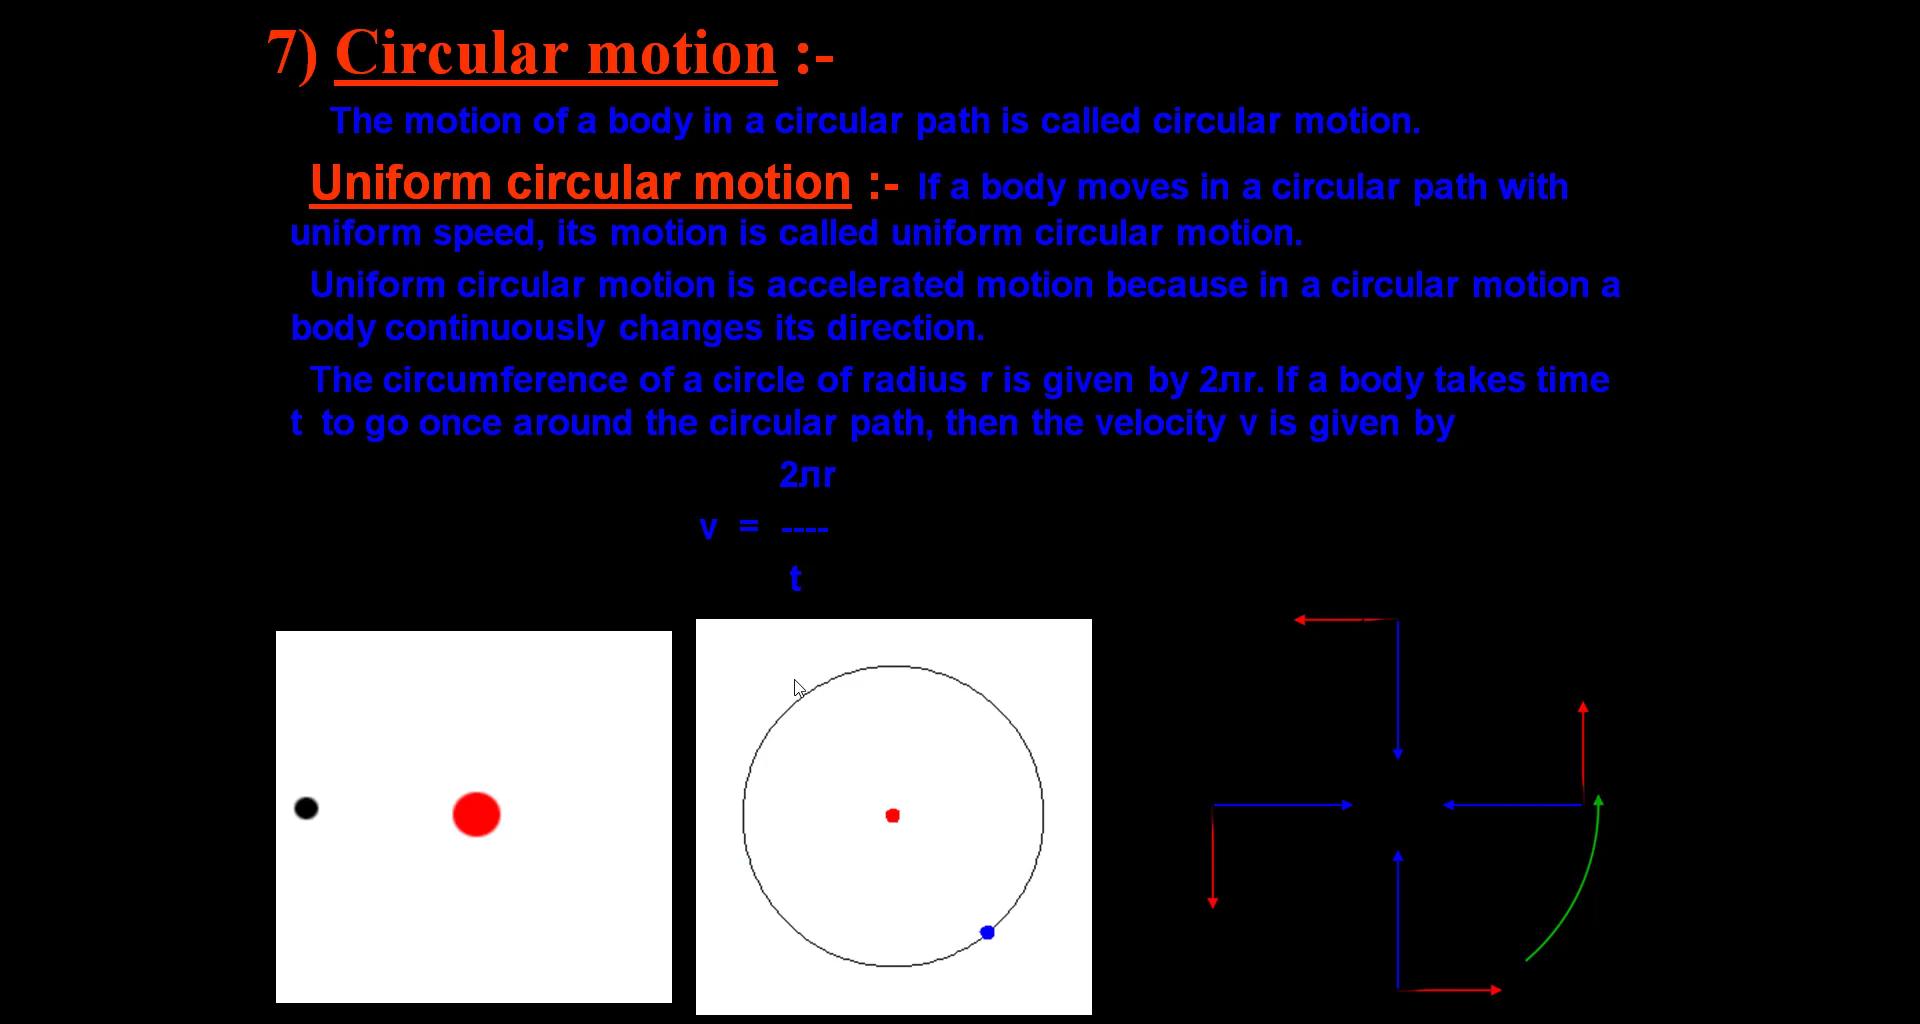 7) Circular motion :-
The motion of a body in a circular path is called circular motion.
Uniform circular motion :- If a body moves in a circular path with
uniform speed, its motion is called uniform circular motion.
Uniform circular motion is accelerated motion because in a circular motion a
body continuously changes its direction.
The circumference of a circle of radius r is given by 2лr. If a body takes time
t to go once around the circular path, then the velocity v is given by
2лr
v = ----
t